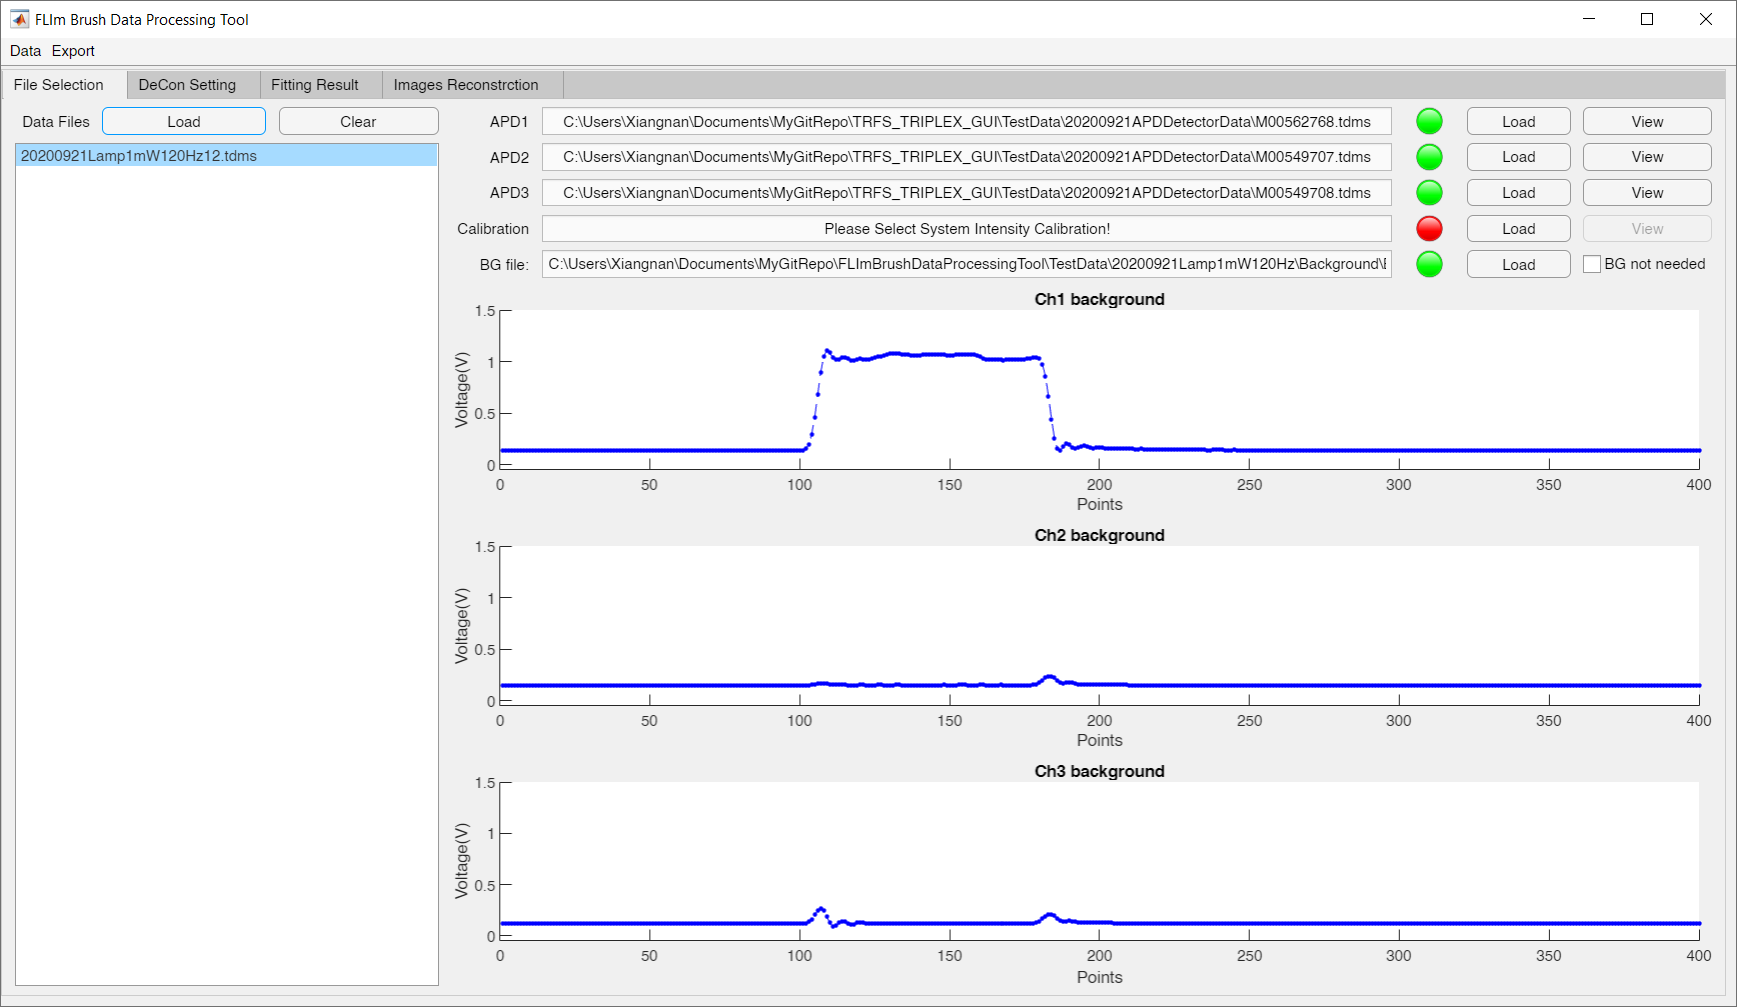 FLIm Brush Data Processing Tool
Data Export
File Selection DeCon Setting Fitting Result Images Reconstrction
Data Files Load Clear
20200921Lamp1mW120Hz12.tdms
APD1 C:\Users\Xiangnan\Documents\MyGitRepo\TRFS_TRIPLEX_GUI\TestData\20200921APDDetectorData\M00562768.tdms Load View
APD2 C:\Users\Xiangnan\Documents\MyGitRepo\TRFS_TRIPLEX_GUI\TestData\20200921APDDetectorData\M00549707.tdms Load View
APD3 C:\Users\Xiangnan\Documents\MyGitRepo\TRFS_TRIPLEX_GUI\TestData\20200921APDDetectorData\M00549708.tdms Load View
Calibration Please Select System Intensity Calibration! Load View
BG file: C:\Users\Xiangnan\Documents\MyGitRepo\FLImBrushDataProcessingTool\TestData\20200921Lamp1mW120Hz\Background\ Load BG not needed
Ch1 background
1.5
1
0.5
0
Voltage(V)
0 50 100 150 200 250 300 350 400
Points
Ch2 background
1.5
1
0.5
0
Voltage(V)
0 50 100 150 200 250 300 350 400
Points
Ch3 background
1.5
1
0.5
0
Voltage(V)
0 50 100 150 200 250 300 350 400
Points